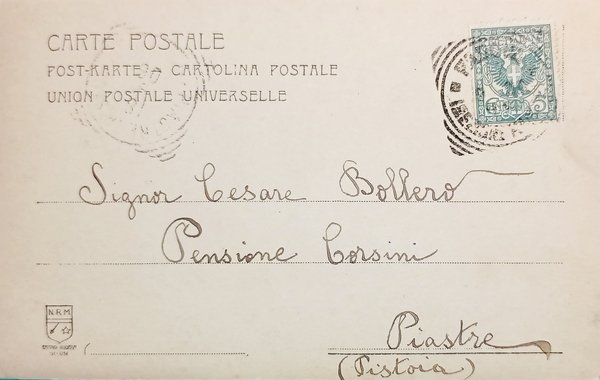 CARTE POSTALE
POST-KARTE - CARTOLINA POSTALE
UNION POSTALE UNIVERSELLE
Signor Cesare Bollero
Pensione Corsini
N.R.M
Piastre
(Pistoia)